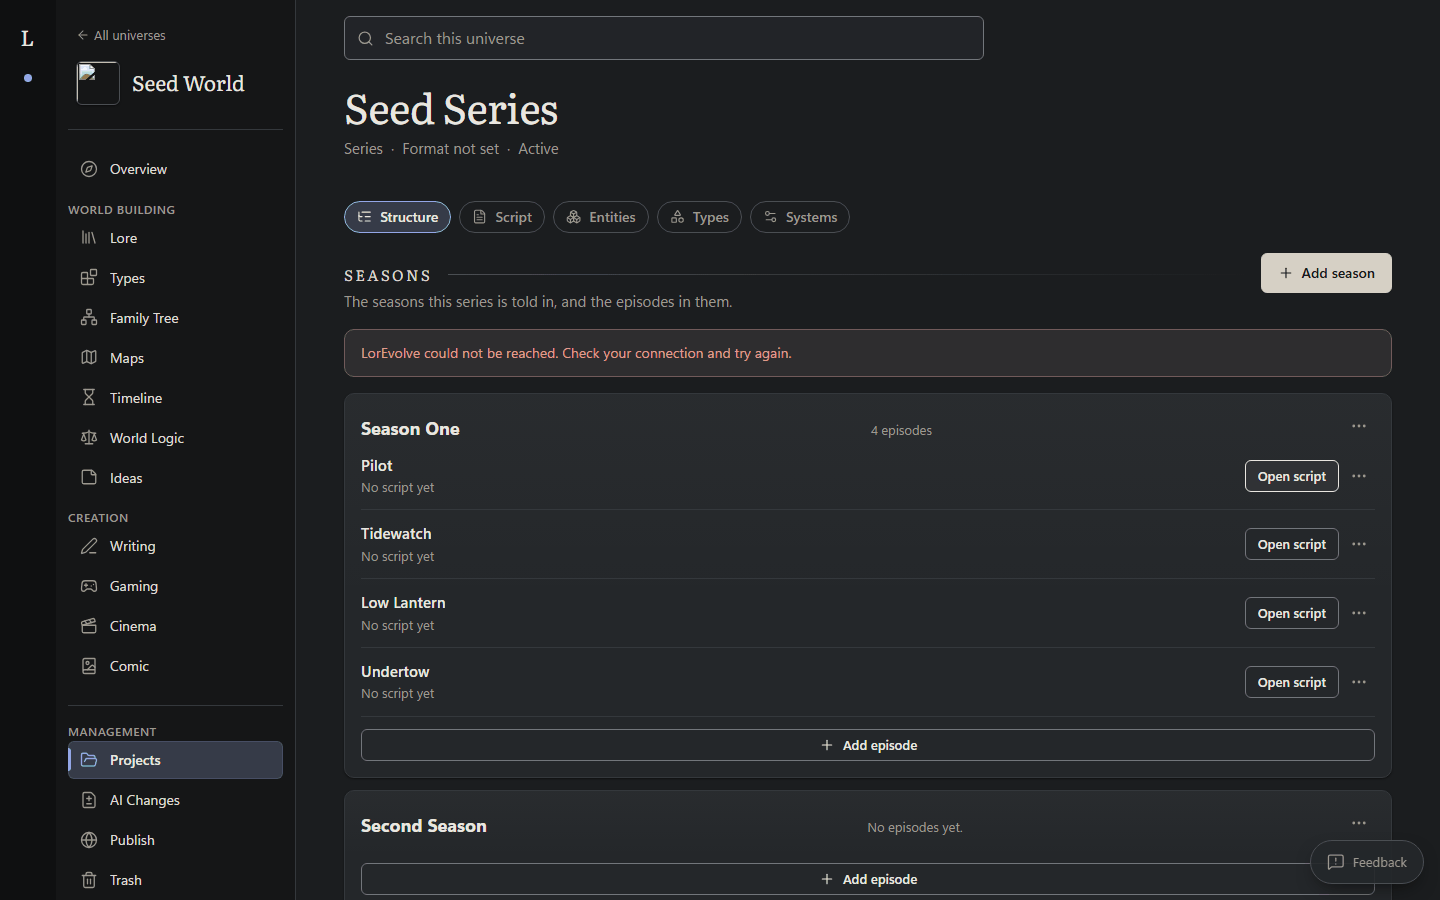 L
All universes
Seed World
Overview
WORLD BUILDING
Lore
Types
Family Tree
Maps
Timeline
World Logic
Ideas
CREATION
Writing
Gaming
Cinema
Comic
MANAGEMENT
Projects
AI Changes
Publish
Trash
Search this universe
Seed Series
Series · Format not set · Active
Structure
Script
Entities
Types
Systems
SEASONS
Add season
The seasons this series is told in, and the episodes in them.
LorEvolve could not be reached. Check your connection and try again.
Season One
4 episodes
Pilot
No script yet
Open script
Tidewatch
No script yet
Open script
Low Lantern
No script yet
Open script
Undertow
No script yet
Open script
Add episode
Second Season
No episodes yet.
Add episode
Feedback